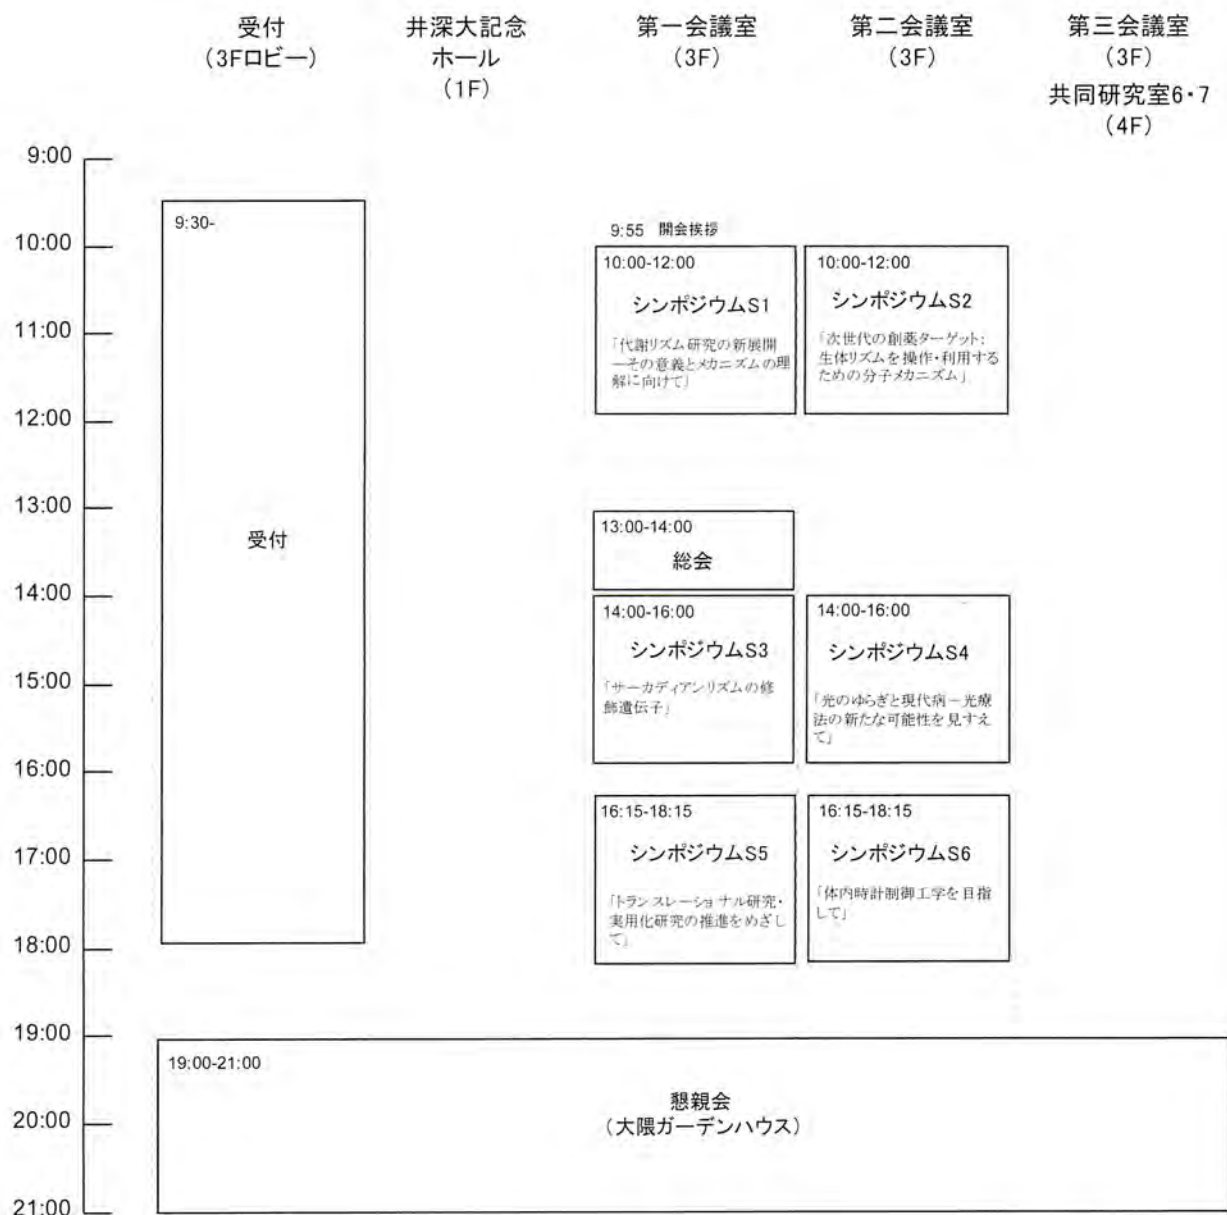 受付
(3Fロビー)
井深大記念
ホール
(1F)
第一会議室
(3F)
第二会議室
(3F)
第三会議室
(3F)
共同研究室6・7
(4F)
9:00
10:00
11:00
12:00
13:00
14:00
15:00
16:00
17:00
18:00
19:00
20:00
21:00
9:30-
受付
9:55 開会挨拶
10:00-12:00
シンポジウムS1
「代謝リズム研究の新展開
―その意義とメカニズムの理
解に向けて」
10:00-12:00
シンポジウムS2
「次世代の創薬ターゲット:
生体リズムを操作・利用する
ための分子メカニズム」
13:00-14:00
総会
14:00-16:00
シンポジウムS3
「サーカディアンリズムの修
飾遺伝子」
14:00-16:00
シンポジウムS4
「光のゆらぎと現代病－光療
法の新たな可能性を見すえ
て」
16:15-18:15
シンポジウムS5
「トランスレーショナル研究・
実用化研究の推進をめざし
て」
16:15-18:15
シンポジウムS6
「体内時計制御工学を目指
して」
19:00-21:00
懇親会
(大隈ガーデンハウス)